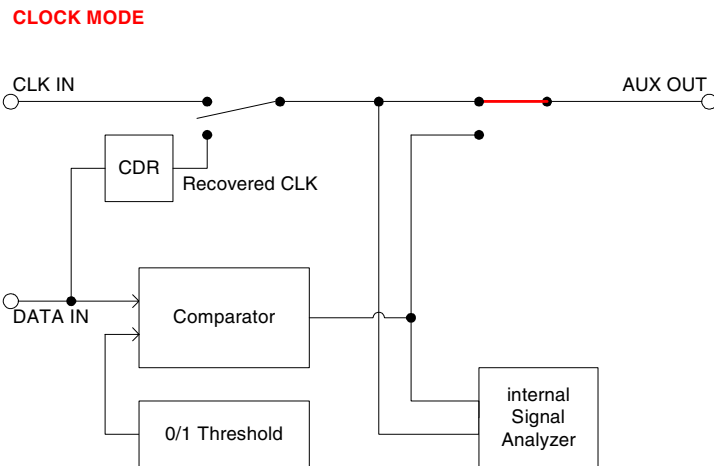 CLOCK MODE
CLK IN
AUX OUT
CDR
Recovered CLK
DATA IN
Comparator
0/1 Threshold
internal
Signal
Analyzer